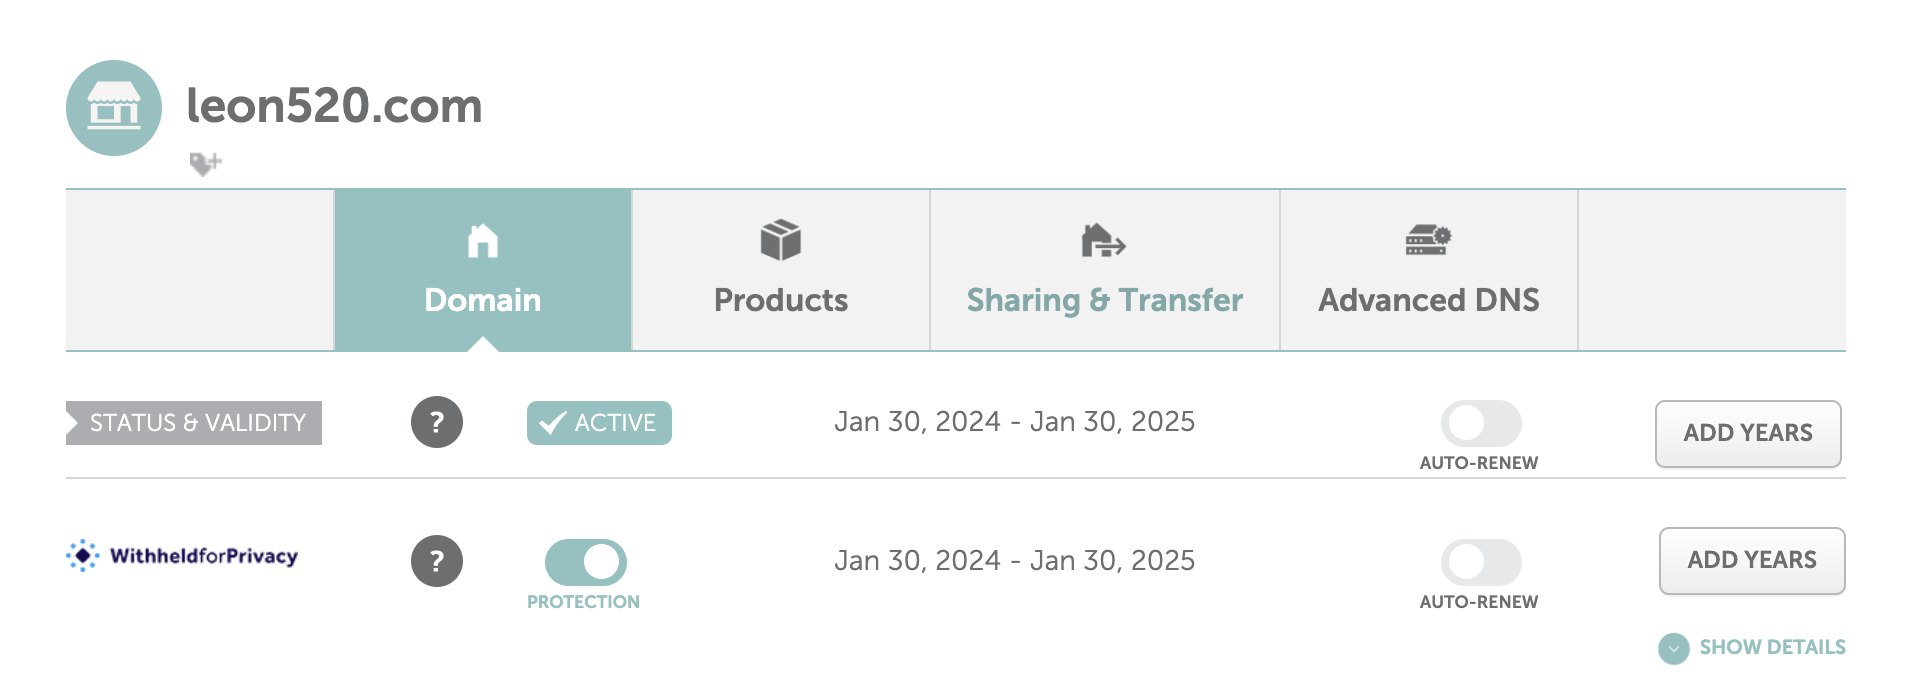 leon520.com
Domain
Products
Sharing & Transfer
Advanced DNS
STATUS & VALIDITY
?
ACTIVE
Jan 30, 2024 - Jan 30, 2025
AUTO-RENEW
ADD YEARS
WithheldforPrivacy
?
PROTECTION
Jan 30, 2024 - Jan 30, 2025
AUTO-RENEW
ADD YEARS
SHOW DETAILS